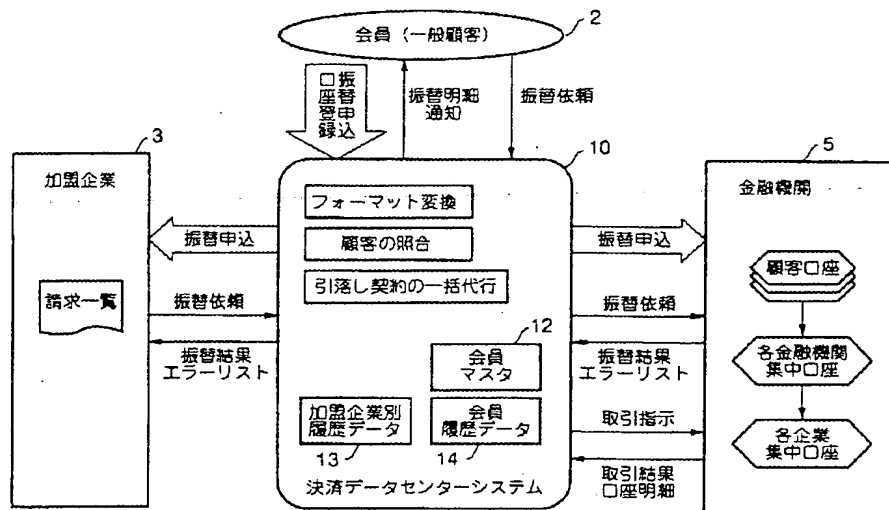 会員(一般顧客)
2
口座振替
登録申込
振替明細
通知
振替依頼
3
加盟企業
請求一覧
振替申込
振替依頼
振替結果
エラーリスト
10
フォーマット変換
顧客の照合
引落し契約の一括代行
12
会員
マスタ
加盟企業別
履歴データ
13
会員
履歴データ
14
決済データセンターシステム
振替申込
振替依頼
振替結果
エラーリスト
取引指示
取引結果
口座明細
5
金融機関
顧客口座
各金融機関
集中口座
各企業
集中口座